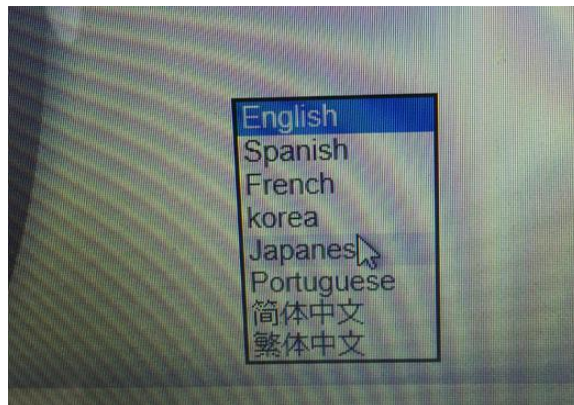 English
Spanish
French
korea
Japanes
Portuguese
简体中文
繁体中文